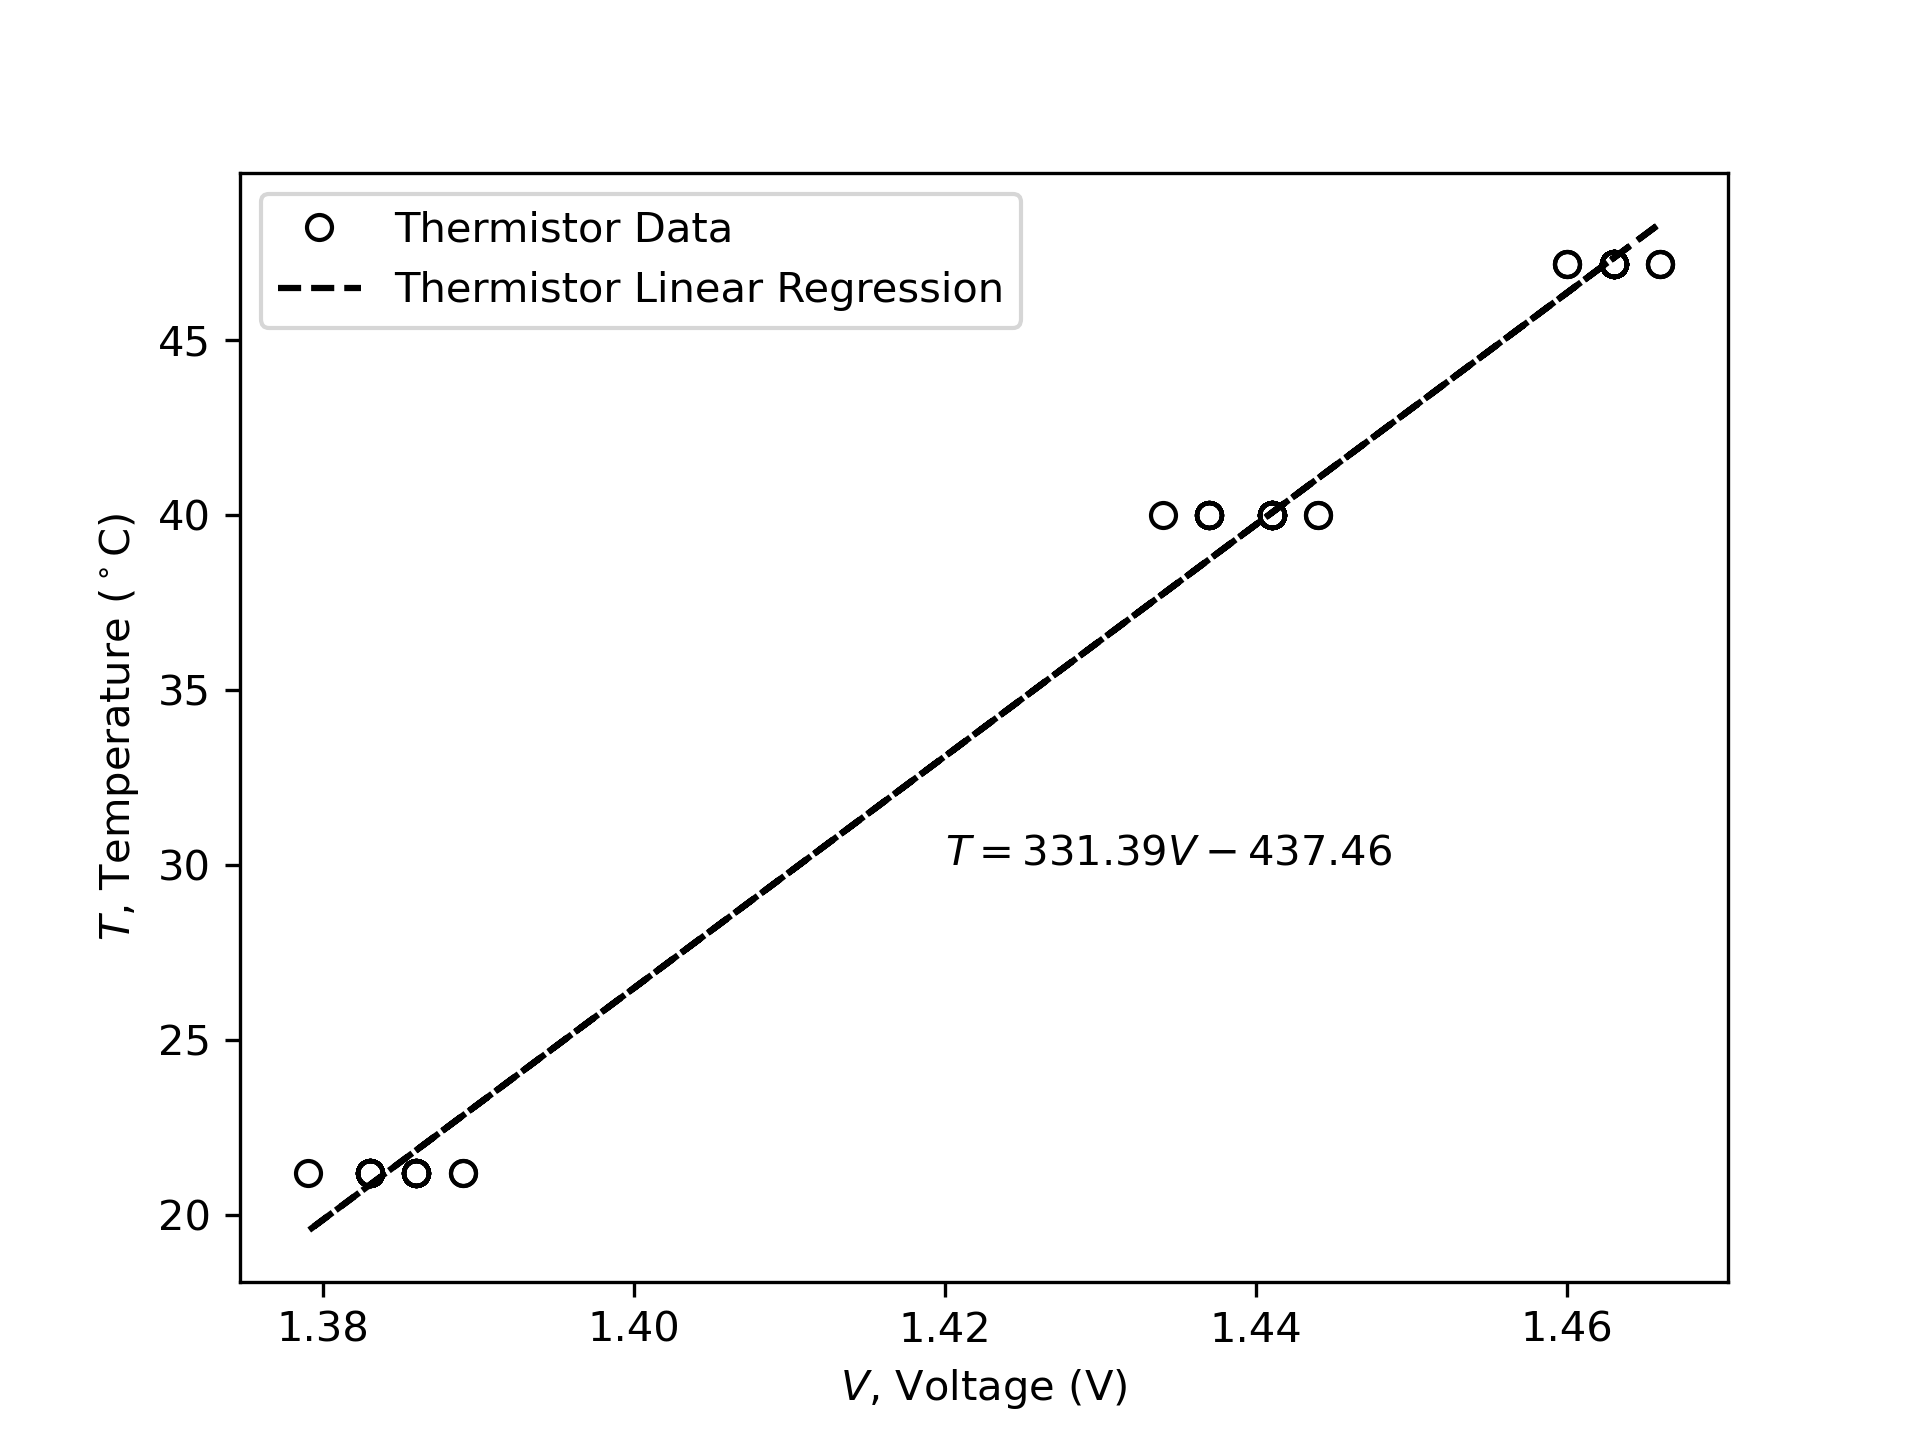 Thermistor Data
Thermistor Linear Regression
45
40
35
30
25
20
T, Temperature (°C)
T = 331.39V − 437.46
1.38 1.40 1.42 1.44 1.46
V, Voltage (V)